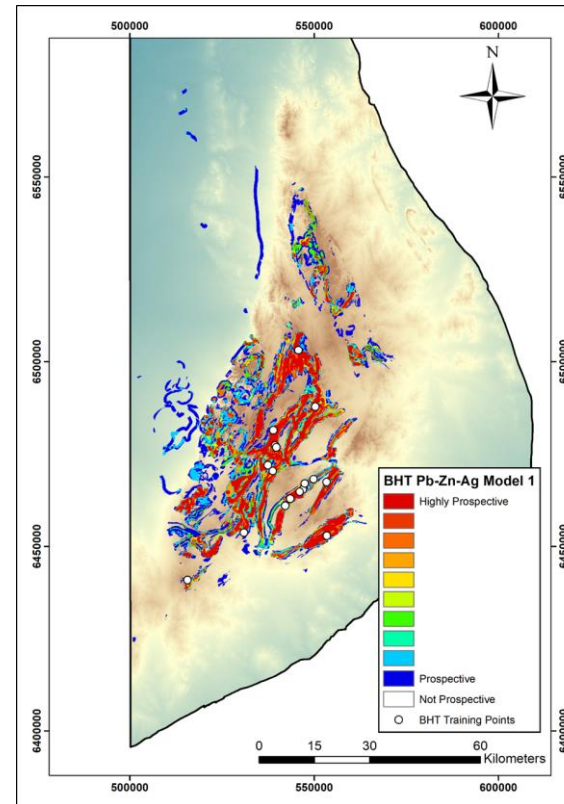 500000 550000 600000
N
6550000 6550000
6500000 6500000
6450000 6450000
6400000 6400000
BHT Pb-Zn-Ag Model 1
Highly Prospective
Prospective
Not Prospective
BHT Training Points
0 15 30 60
Kilometers
500000 550000 600000